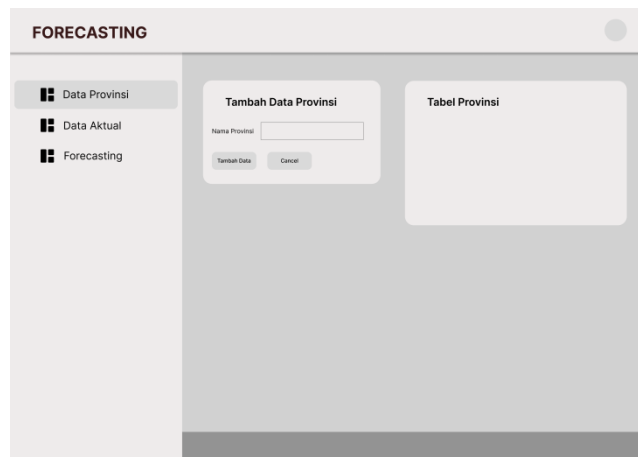 FORECASTING
Data Provinsi
Data Aktual
Forecasting
Tambah Data Provinsi
Nama Provinsi
Tambah Data
Cancel
Tabel Provinsi